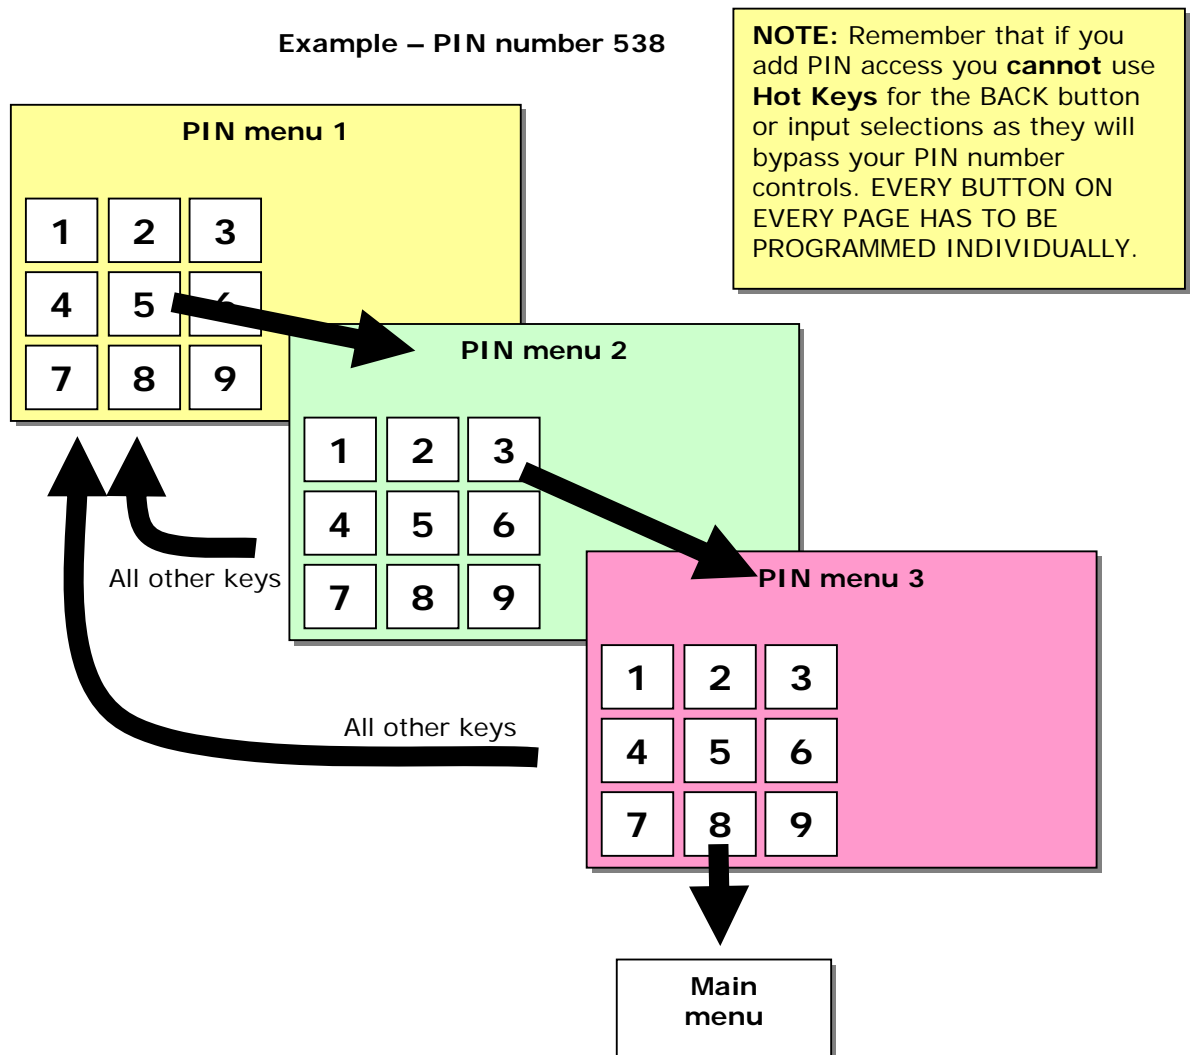 Example – PIN number 538
NOTE: Remember that if you
add PIN access you cannot use
Hot Keys for the BACK button
or input selections as they will
bypass your PIN number
controls. EVERY BUTTON ON
EVERY PAGE HAS TO BE
PROGRAMMED INDIVIDUALLY.
PIN menu 1
1 2 3
4 5 6
7 8 9
PIN menu 2
1 2 3
4 5 6
7 8 9
All other keys
PIN menu 3
1 2 3
4 5 6
7 8 9
All other keys
Main
menu